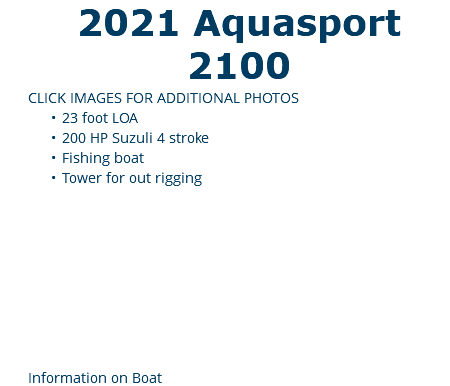 2021 Aquasport
2100
CLICK IMAGES FOR ADDITIONAL PHOTOS
• 23 foot LOA
• 200 HP Suzuli 4 stroke
• Fishing boat
• Tower for out rigging
Information on Boat